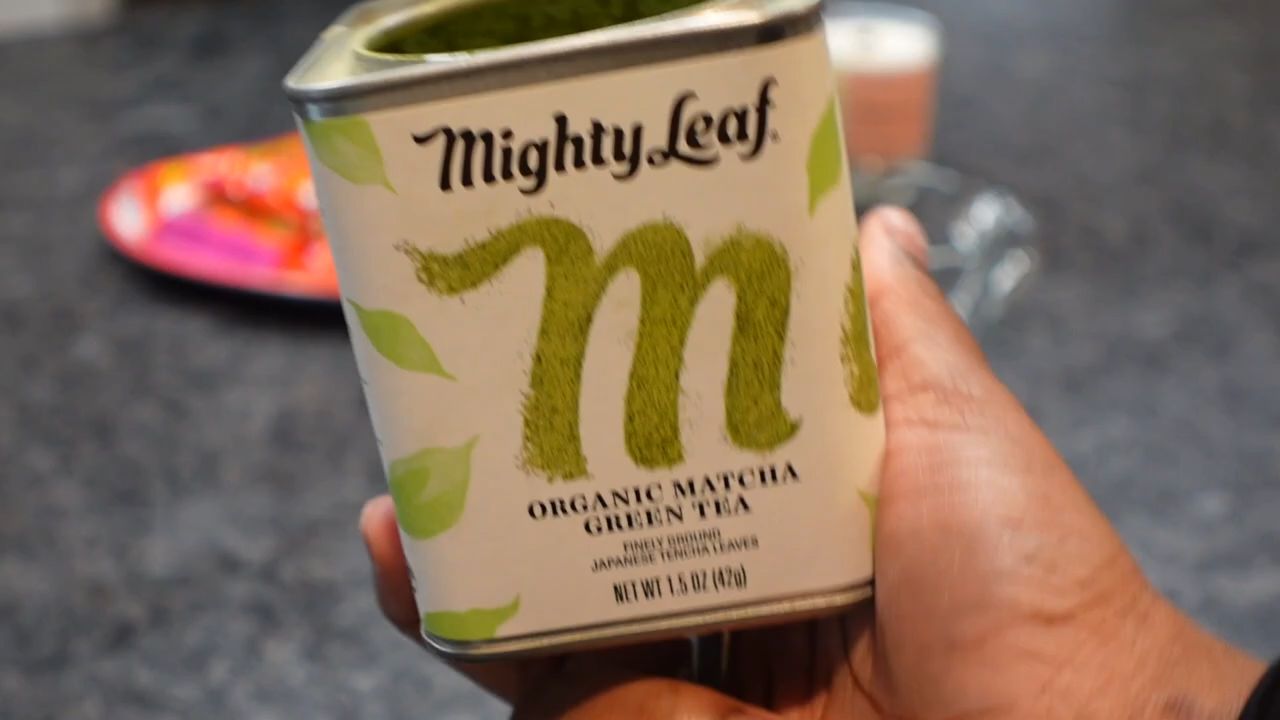 Mighty Leaf
m
ORGANIC MATCHA
GREEN TEA
FINELY GROUND
JAPANESE TENCHA LEAVES
NET WT 1.5 OZ (42g)